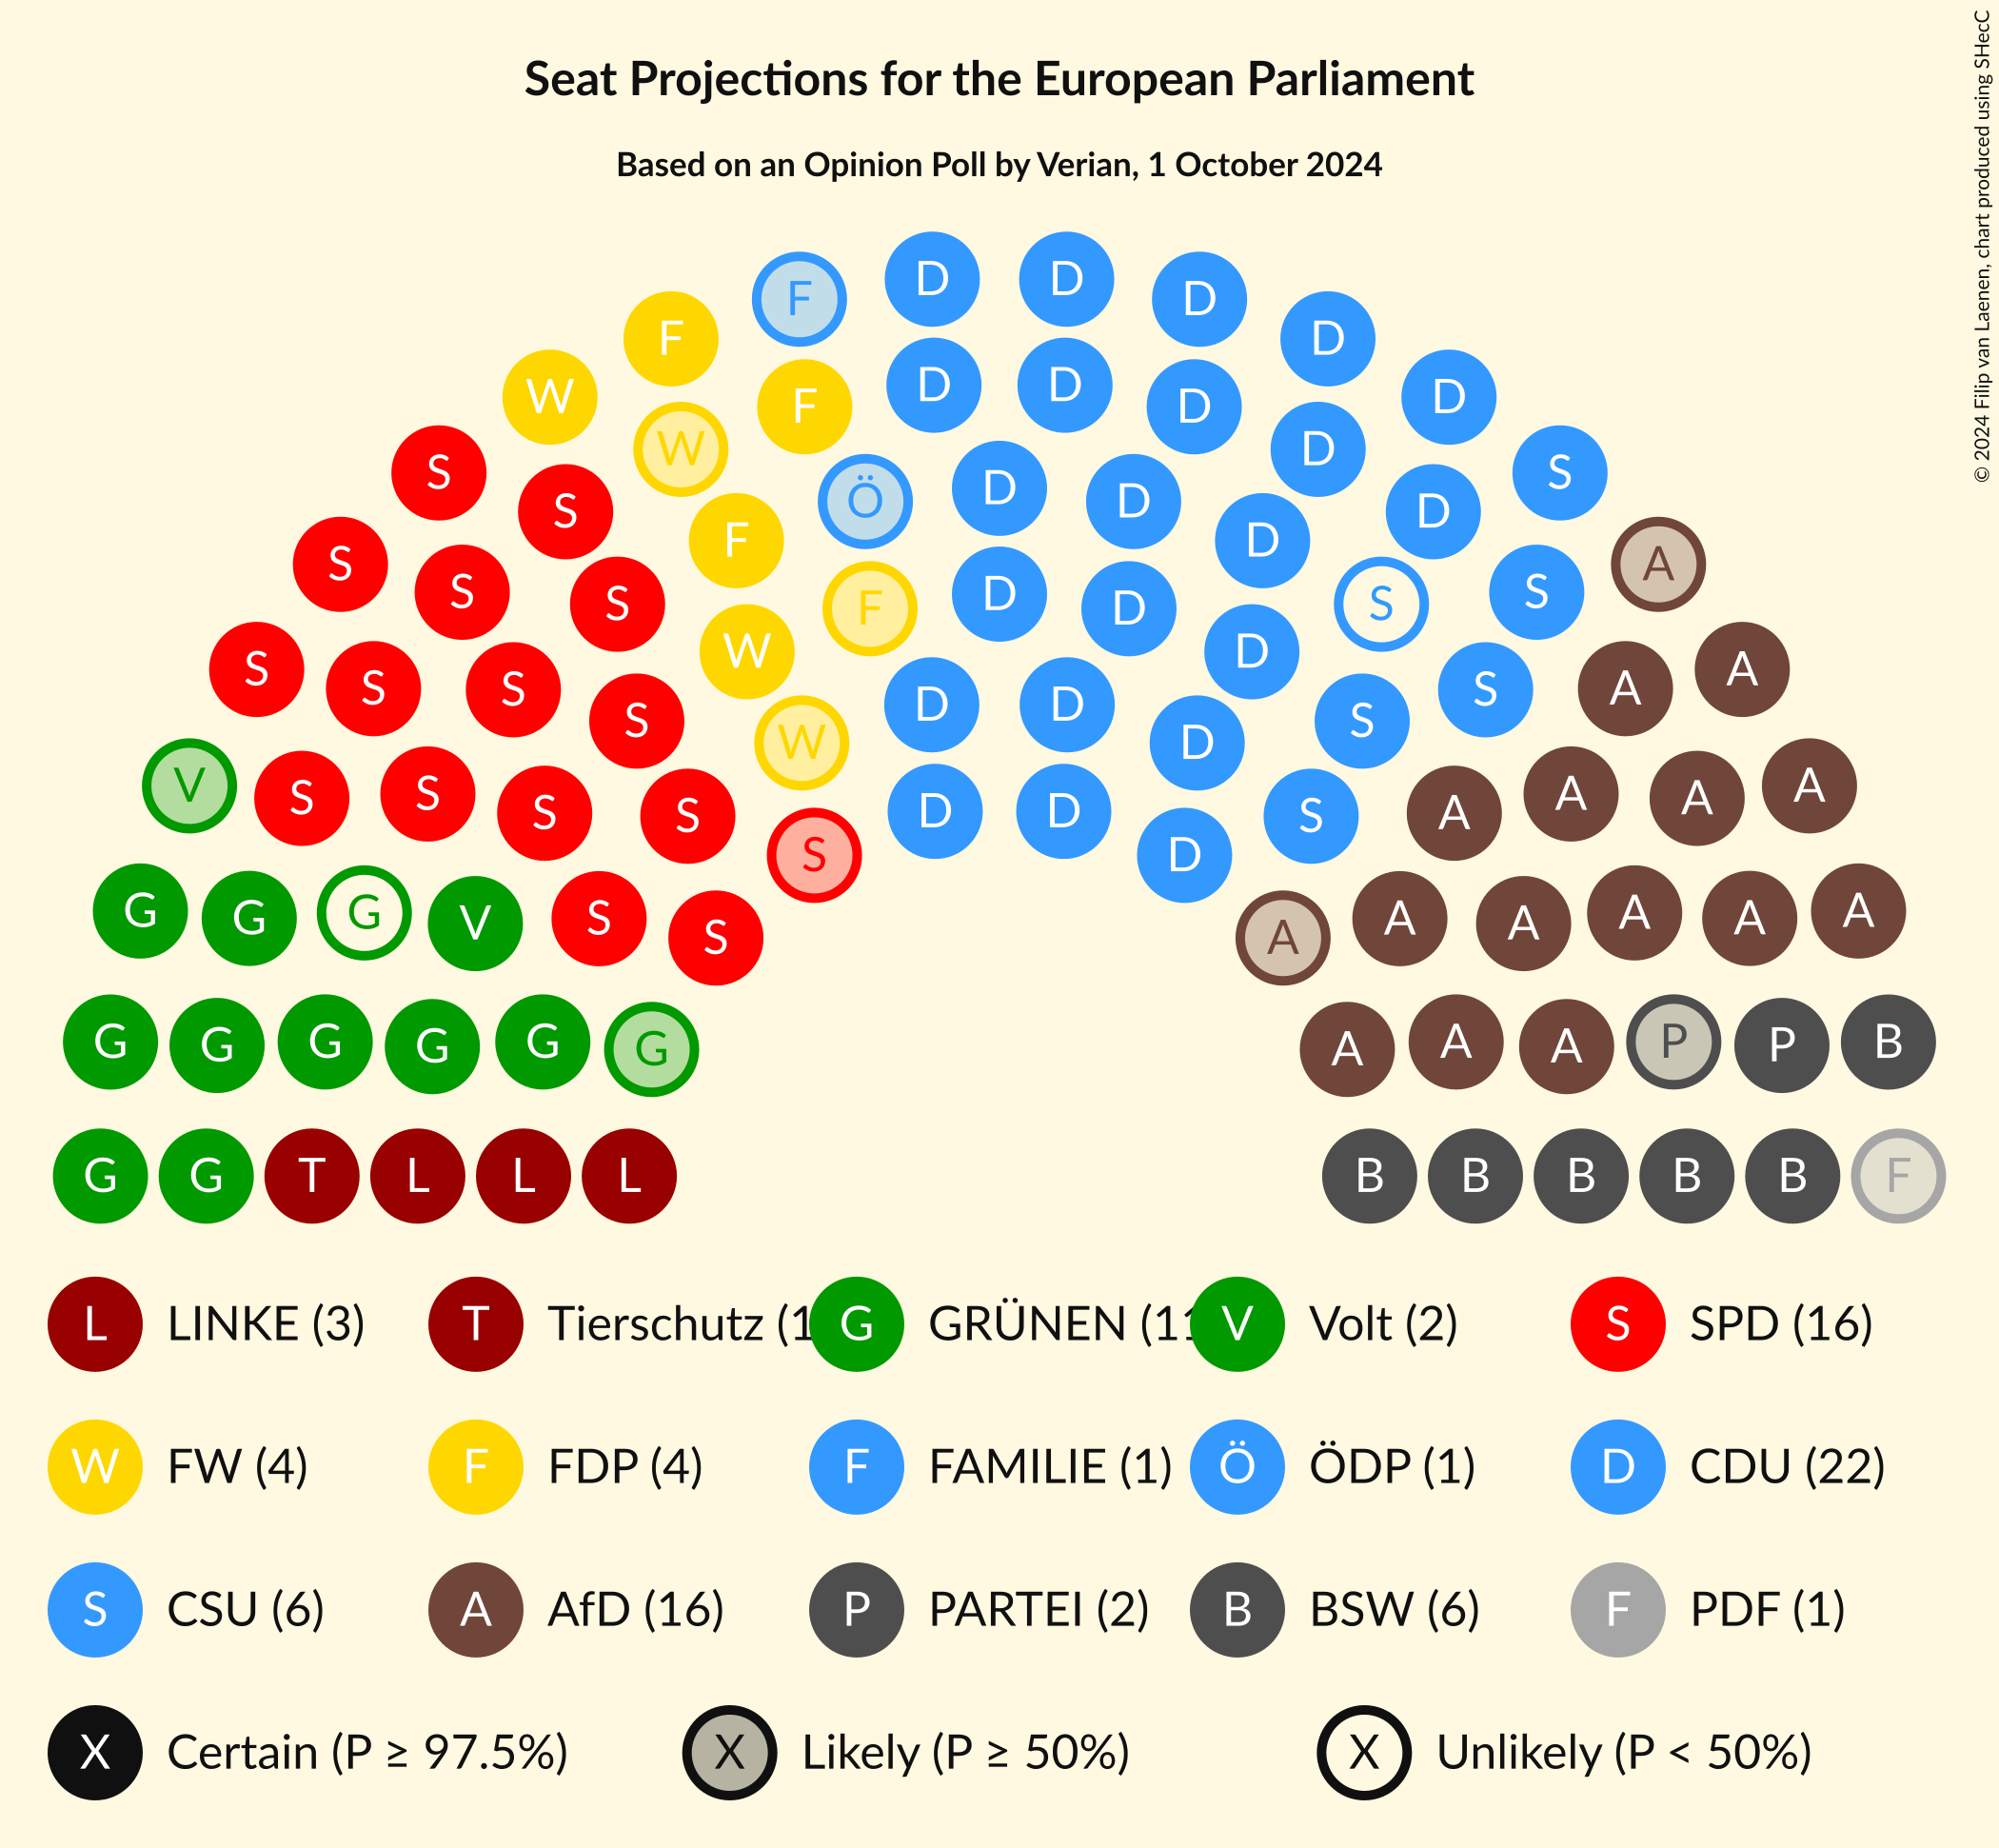 © 2024 Filip van Laenen, chart produced using SHecC
Seat Projections for the European Parliament
Based on an Opinion Poll by Verian, 1 October 2024
F D D D
F D
W F D D D D
S W D S
S Ö D D D
S F D A
S S F D D S S
S S S W D S A A
S W D D D S
V S S S S D D S A A A A
S D
G G G V S S A A A A A A
G G G G G G A A A P P B
G G T L L L B B B B B F
L LINKE (3) T Tierschutz (1 G GRÜNEN (11 V Volt (2) S SPD (16)
W FW (4) F FDP (4) F FAMILIE (1) Ö ÖDP (1) D CDU (22)
S CSU (6) A AfD (16) P PARTEI (2) B BSW (6) F PDF (1)
X Certain (P ≥ 97.5%) X Likely (P ≥ 50%) X Unlikely (P < 50%)